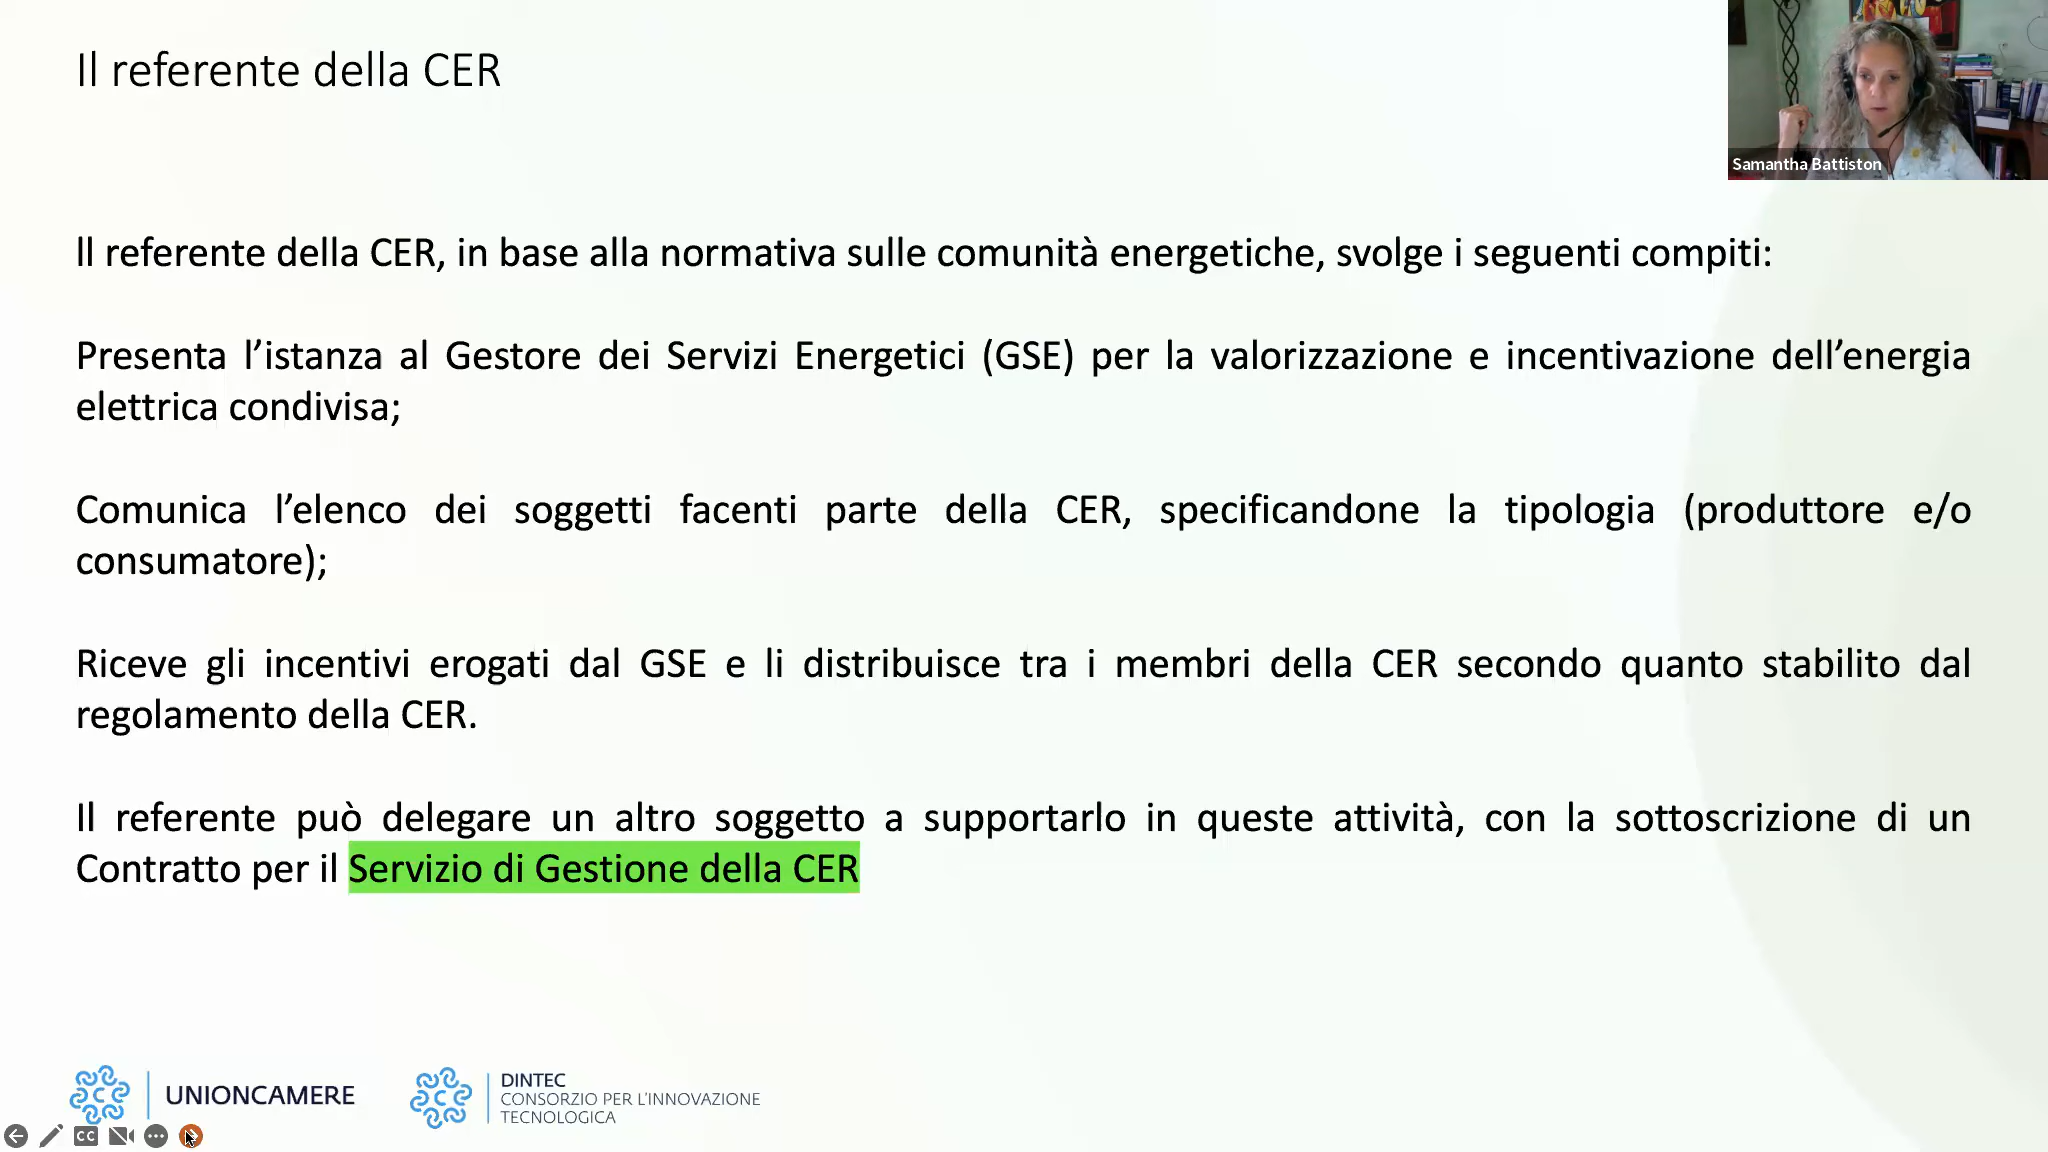 Il referente della CER
Samantha Battiston
Il referente della CER, in base alla normativa sulle comunità energetiche, svolge i seguenti compiti:
Presenta l’istanza al Gestore dei Servizi Energetici (GSE) per la valorizzazione e incentivazione dell’energia
elettrica condivisa;
Comunica l’elenco dei soggetti facenti parte della CER, specificandone la tipologia (produttore e/o
consumatore);
Riceve gli incentivi erogati dal GSE e li distribuisce tra i membri della CER secondo quanto stabilito dal
regolamento della CER.
Il referente può delegare un altro soggetto a supportarlo in queste attività, con la sottoscrizione di un
Contratto per il Servizio di Gestione della CER
UNIONCAMERE
DINTEC
CONSORZIO PER L’INNOVAZIONE
TECNOLOGICA
CC